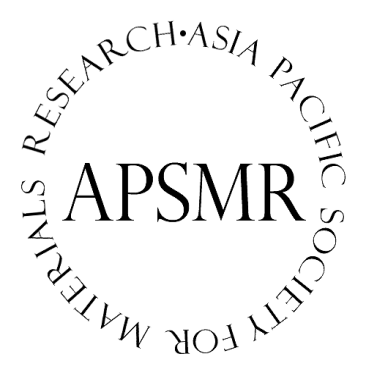 ASIA PACIFIC SOCIETY FOR MATERIALS RESEARCH•
APSMR